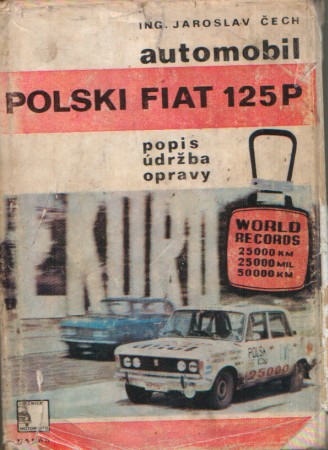 ING. JAROSLAV ČECH
automobil
POLSKI FIAT 125P
popis
údržba
opravy
WORLD
RECORDS
25000 KM
25000 MIL
50000 KM
25000